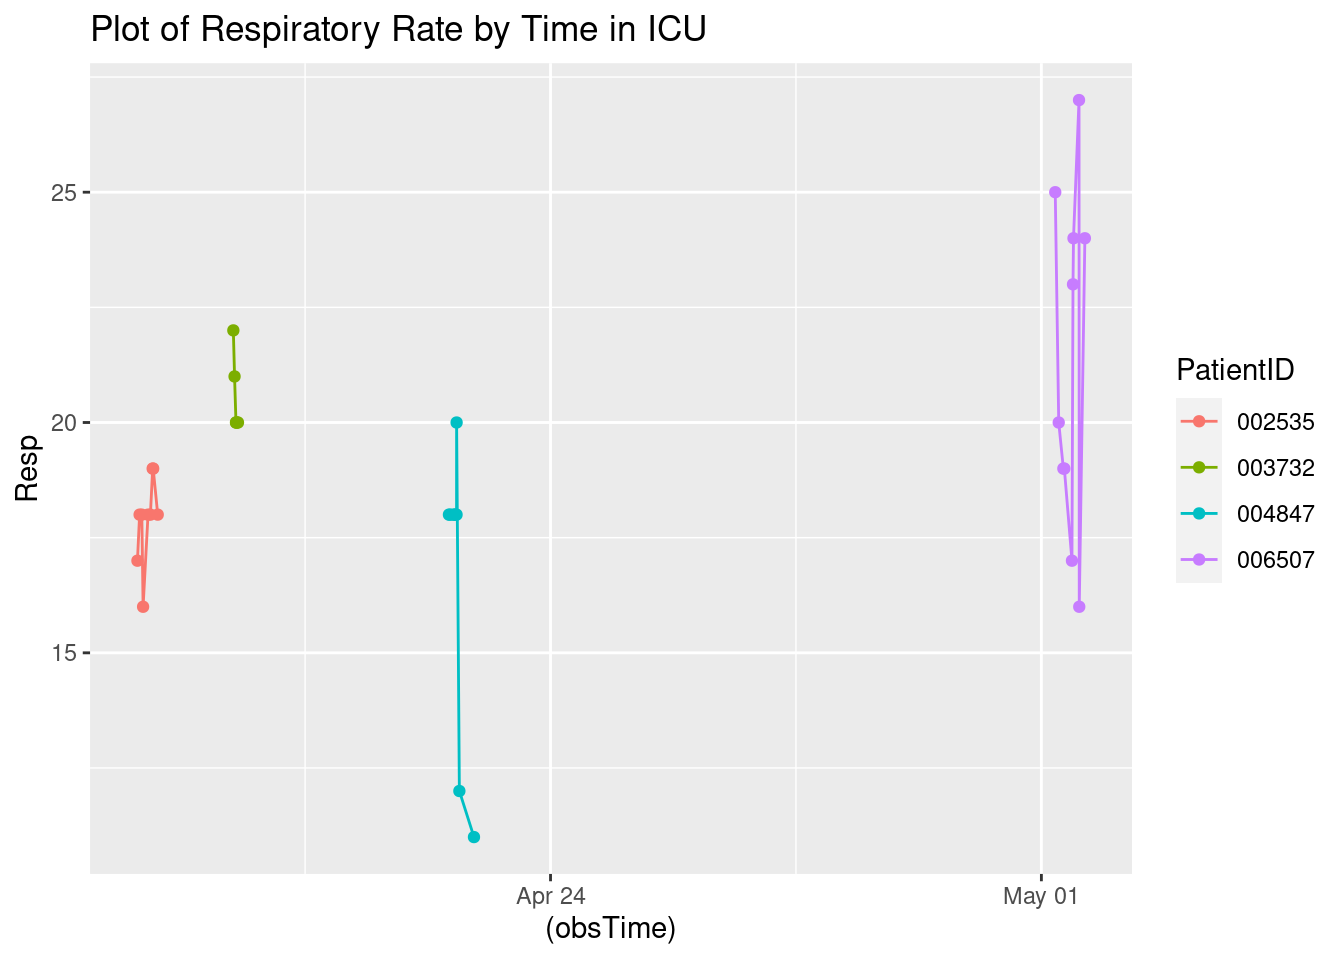 Plot of Respiratory Rate by Time in ICU
Resp
25
20
15
Apr 24
May 01
(obsTime)
PatientID
002535
003732
004847
006507